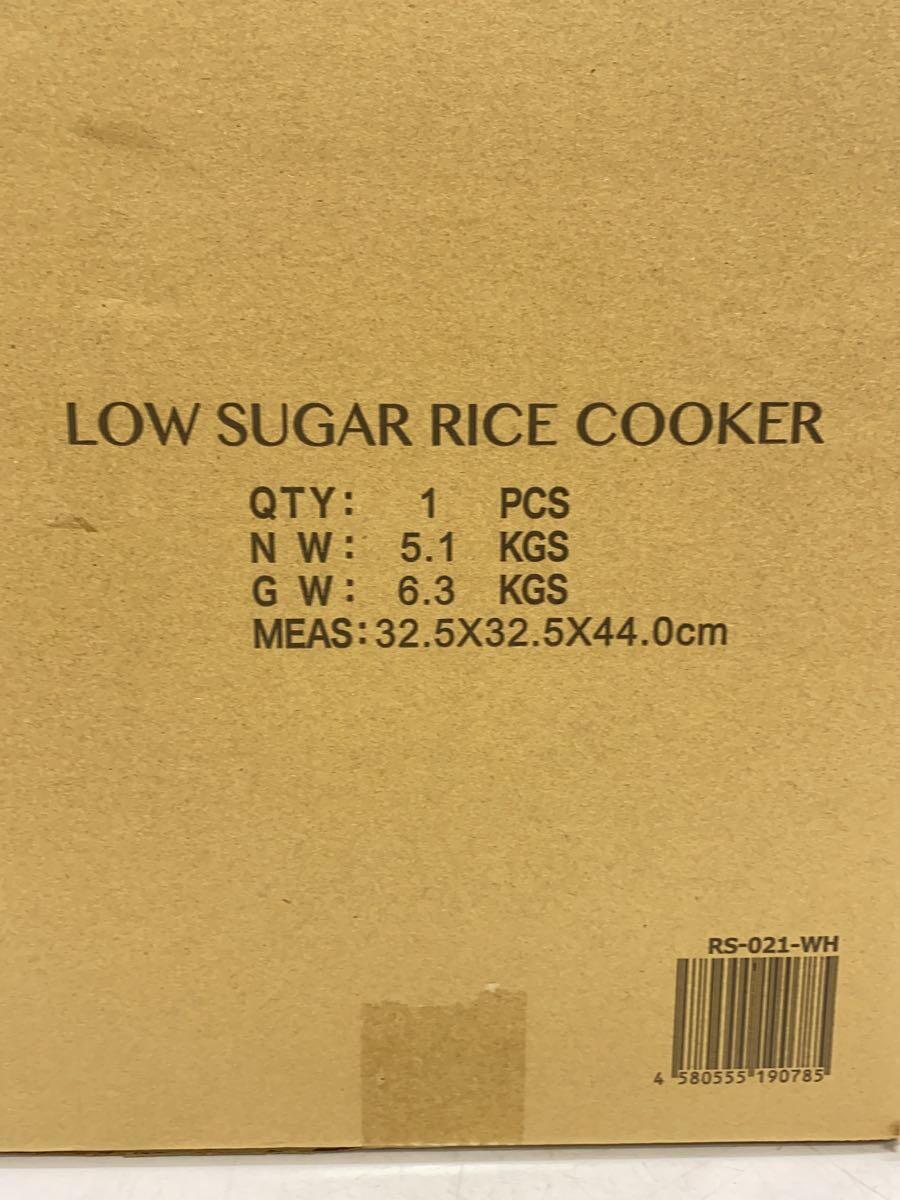 LOW SUGAR RICE COOKER
QTY: 1 PCS
N W: 5.1 KGS
G W: 6.3 KGS
MEAS:32.5X32.5X44.0cm
RS-021-WH
4 580555 190785